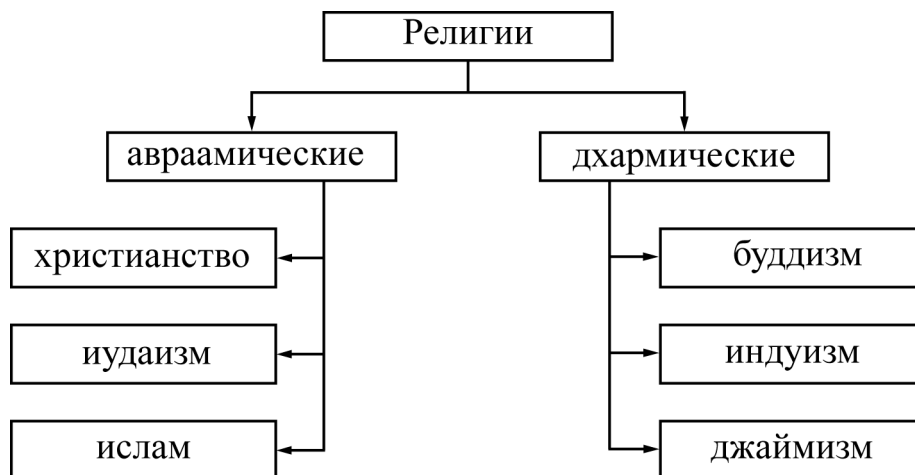 Религии
авраамические
дхармические
христианство
буддизм
иудаизм
индуизм
ислам
джаймизм